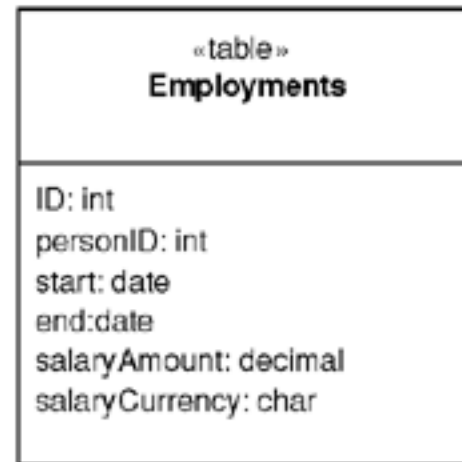 «table»
Employments
ID: int
personID: int
start: date
end:date
salaryAmount: decimal
salaryCurrency: char